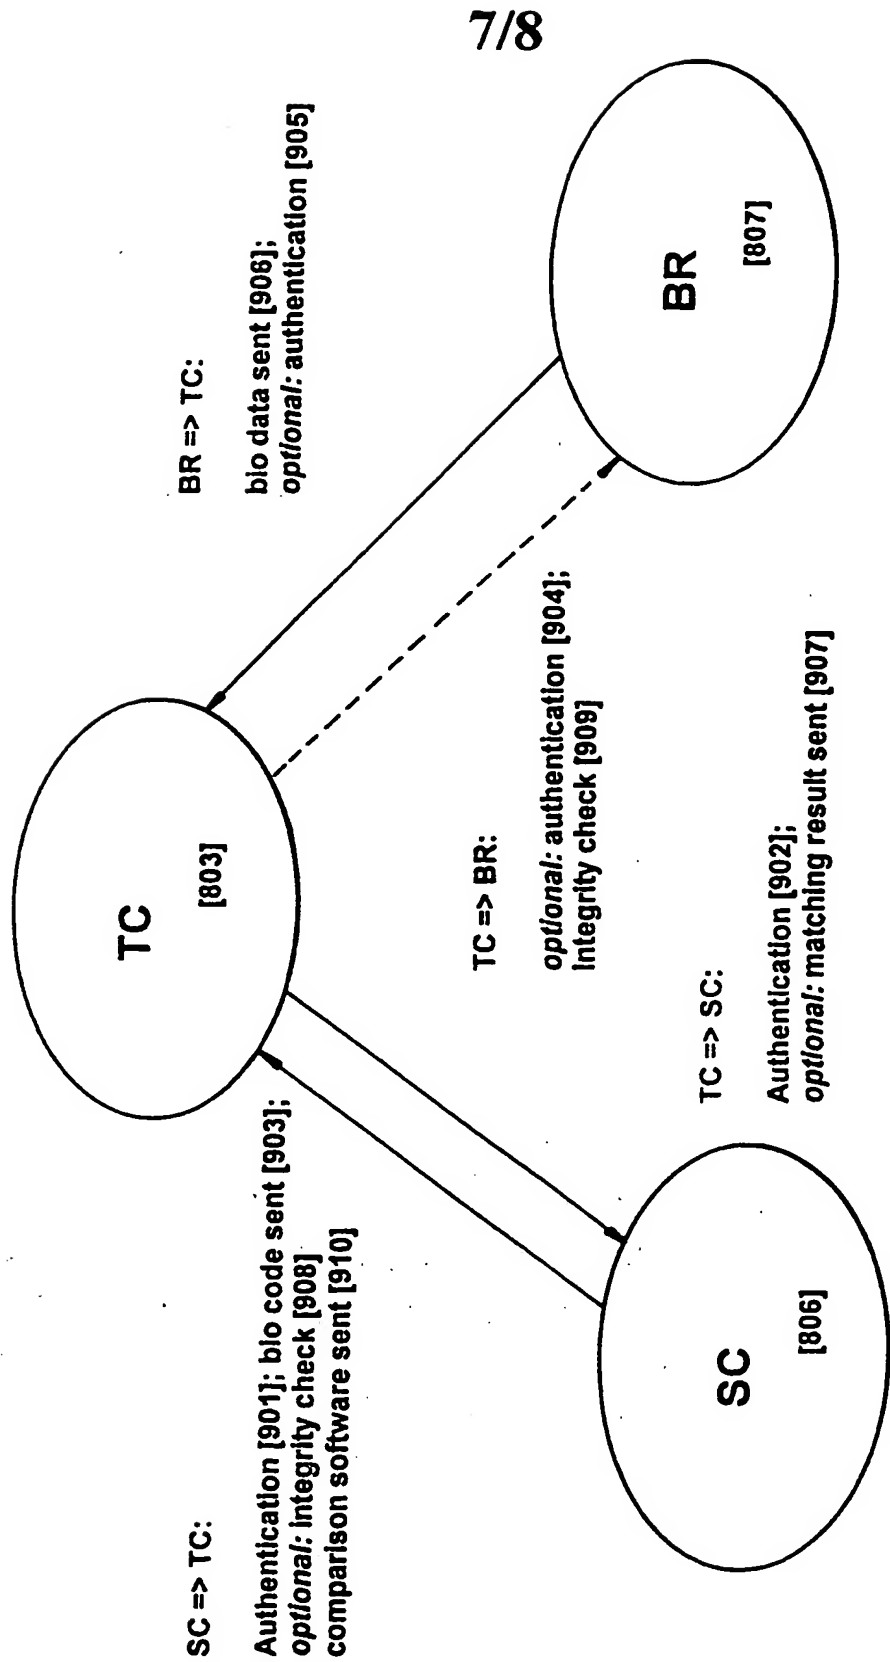 7/8
SC => TC:
Authentication [901]; bio code sent [903];
optional: integrity check [908]
comparison software sent [910]
TC
[803]
BR => TC:
bio data sent [906];
optional: authentication [905]
TC => BR:
optional: authentication [904];
Integrity check [909]
BR
[807]
TC => SC:
Authentication [902];
optional: matching result sent [907]
SC
[806]